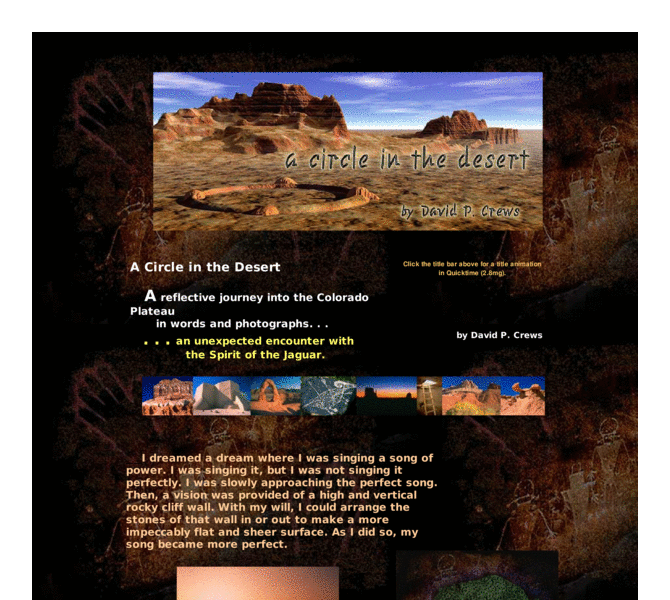 a circle in the desert
by David P. Crews
A Circle in the Desert
Click the title bar above for a title animation
in Quicktime (2.8mg).
A reflective journey into the Colorado
Plateau
in words and photographs. . .
. . . an unexpected encounter with
the Spirit of the Jaguar.
by David P. Crews
I dreamed a dream where I was singing a song of
power. I was singing it, but I was not singing it
perfectly. I was slowly approaching the perfect song.
Then, a vision was provided of a high and vertical
rocky cliff wall. With my will, I could arrange the
stones of that wall in or out to make a more
impeccably flat and sheer surface. As I did so, my
song became more perfect.